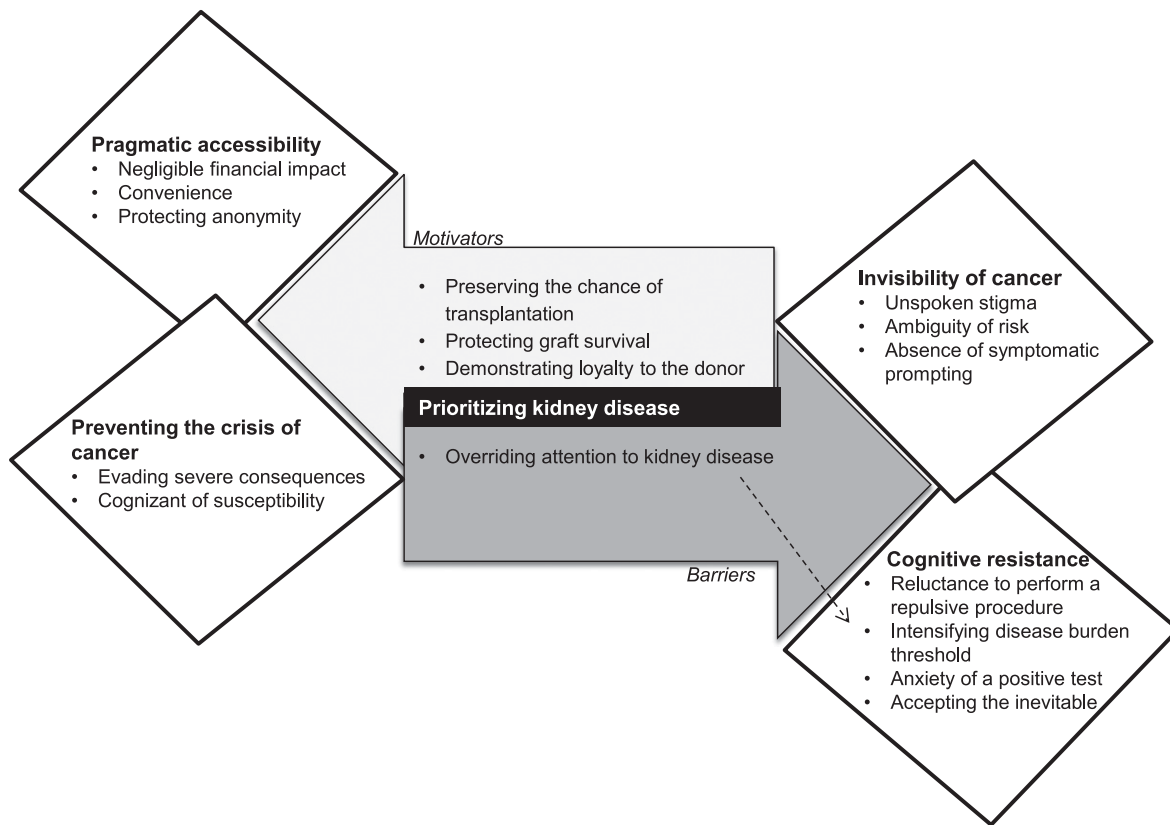 Pragmatic accessibility
• Negligible financial impact
• Convenience
• Protecting anonymity
Preventing the crisis of
cancer
• Evading severe consequences
• Cognizant of susceptibility
Motivators
• Preserving the chance of
transplantation
• Protecting graft survival
• Demonstrating loyalty to the donor
Prioritizing kidney disease
• Overriding attention to kidney disease
Barriers
Invisibility of cancer
• Unspoken stigma
• Ambiguity of risk
• Absence of symptomatic
prompting
Cognitive resistance
• Reluctance to perform a
repulsive procedure
• Intensifying disease burden
threshold
• Anxiety of a positive test
• Accepting the inevitable